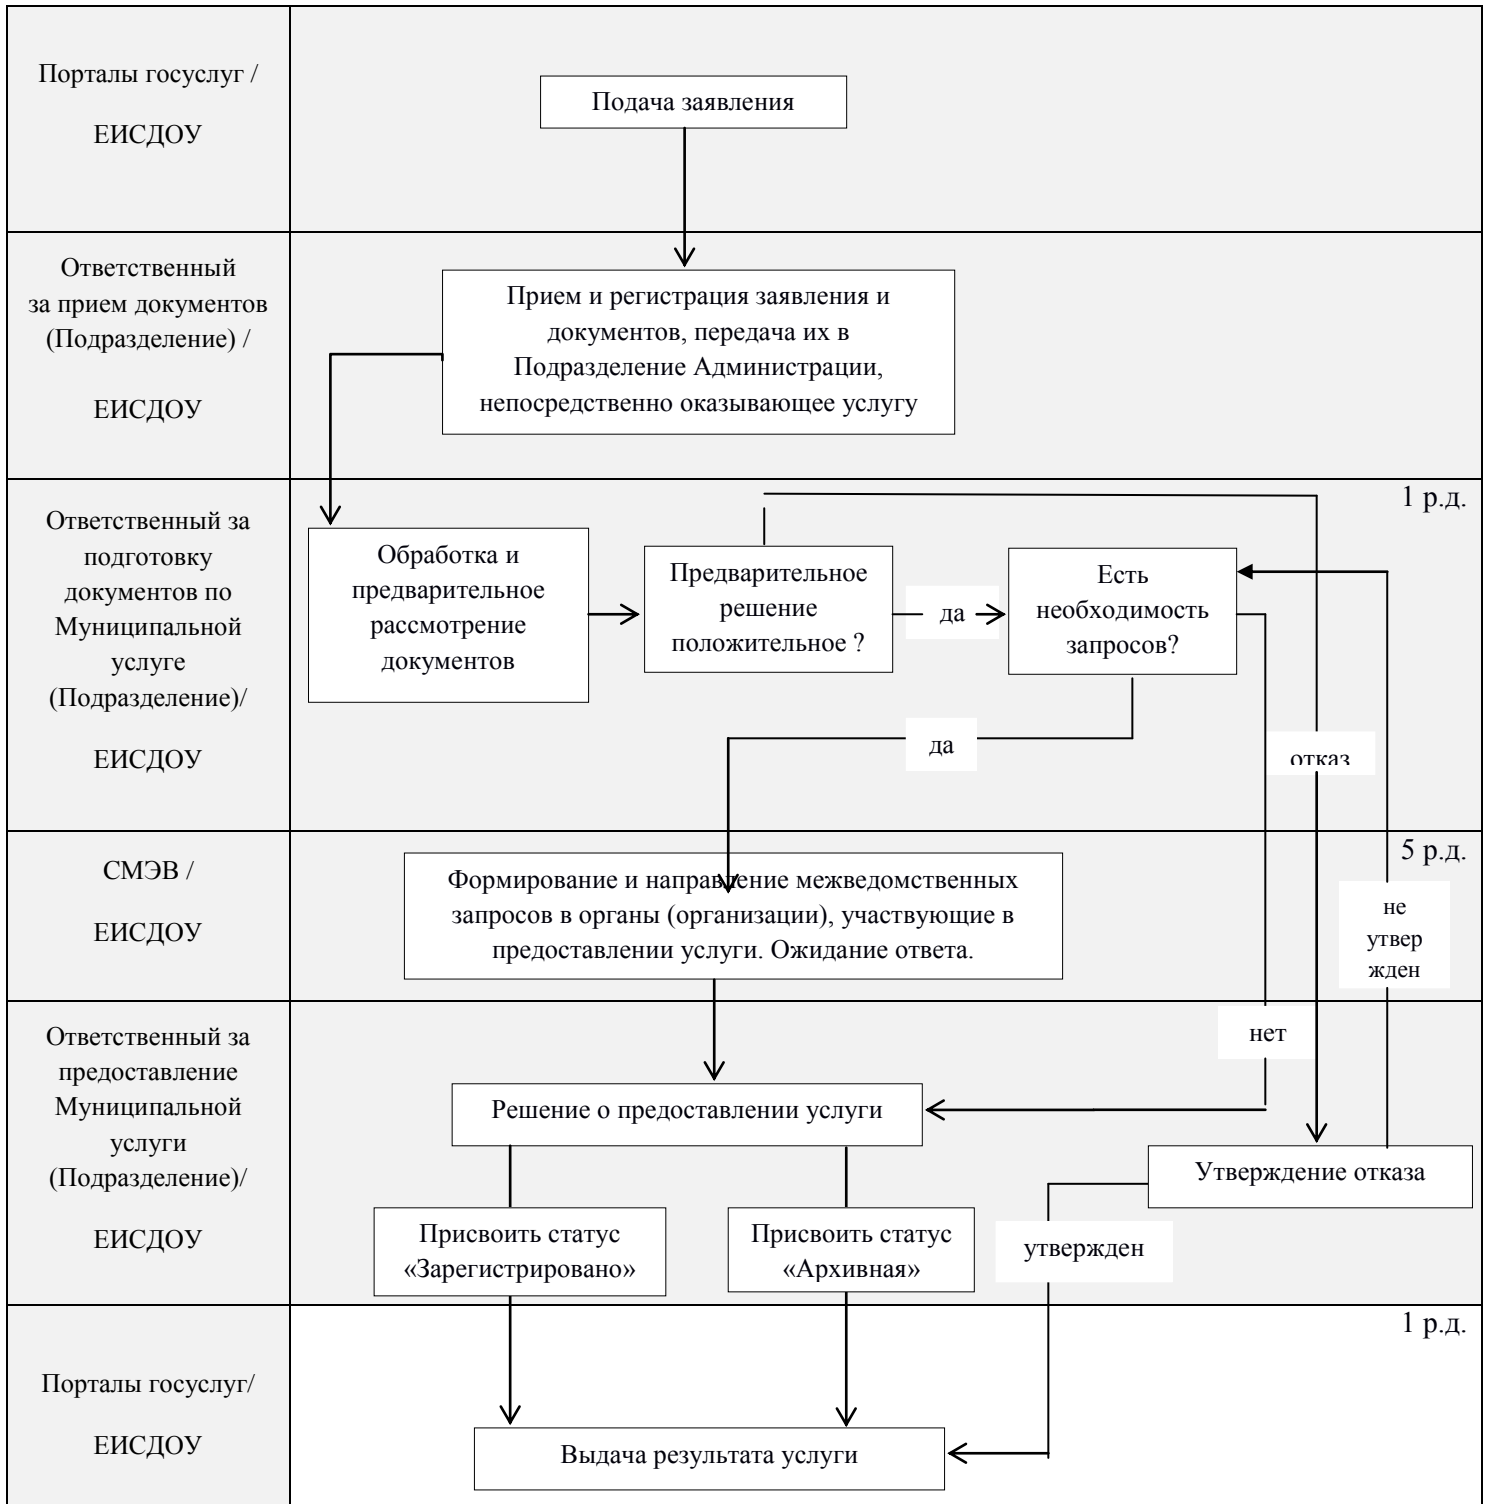 Порталы госуслуг /
ЕИСДОУ
Подача заявления
Ответственный
за прием документов
(Подразделение) /
ЕИСДОУ
Прием и регистрация заявления и
документов, передача их в
Подразделение Администрации,
непосредственно оказывающее услугу
Ответственный за
подготовку
документов по
Муниципальной
услуге
(Подразделение)/
ЕИСДОУ
1 р.д.
Обработка и
предварительное
рассмотрение
документов
Предварительное
решение
положительное ?
да
Есть
необходимость
запросов?
да
отказ
СМЭВ /
ЕИСДОУ
5 р.д.
Формирование и направление межведомственных
запросов в органы (организации), участвующие в
предоставлении услуги. Ожидание ответа.
не
утвер
жден
Ответственный за
предоставление
Муниципальной
услуги
(Подразделение)/
ЕИСДОУ
нет
Решение о предоставлении услуги
Утверждение отказа
Присвоить статус
«Зарегистрировано»
Присвоить статус
«Архивная»
утвержден
Порталы госуслуг/
ЕИСДОУ
1 р.д.
Выдача результата услуги